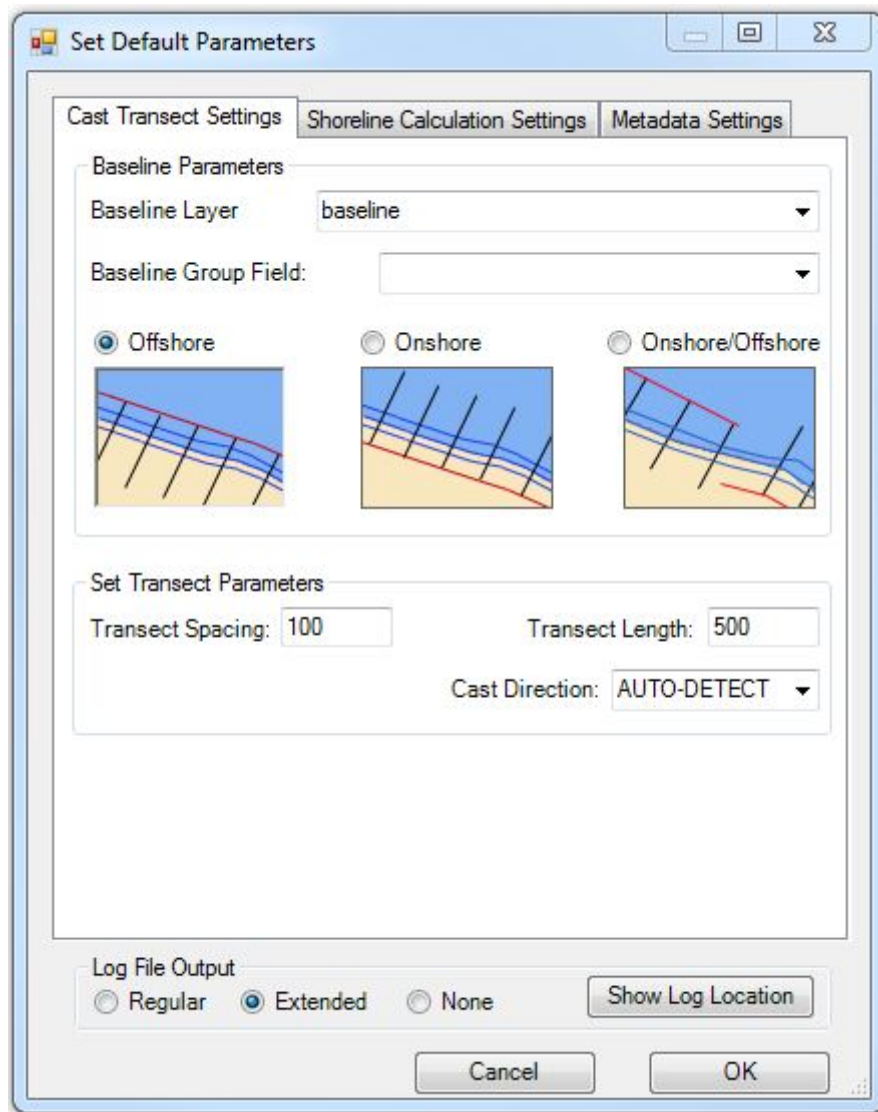 Set Default Parameters
Cast Transect Settings Shoreline Calculation Settings Metadata Settings
Baseline Parameters
Baseline Layer baseline
Baseline Group Field:
Offshore Onshore Onshore/Offshore
Set Transect Parameters
Transect Spacing: 100 Transect Length: 500
Cast Direction: AUTO-DETECT
Log File Output
Regular Extended None Show Log Location
Cancel OK